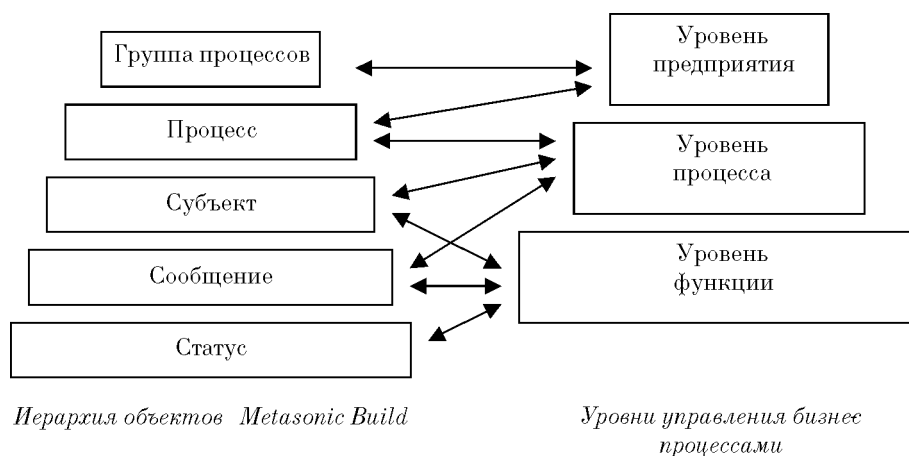 Группа процессов
Процесс
Субъект
Сообщение
Статус
Иерархия объектов Metasonic Build
Уровень
предприятия
Уровень
процесса
Уровень
функции
Уровни управления бизнес
процессами